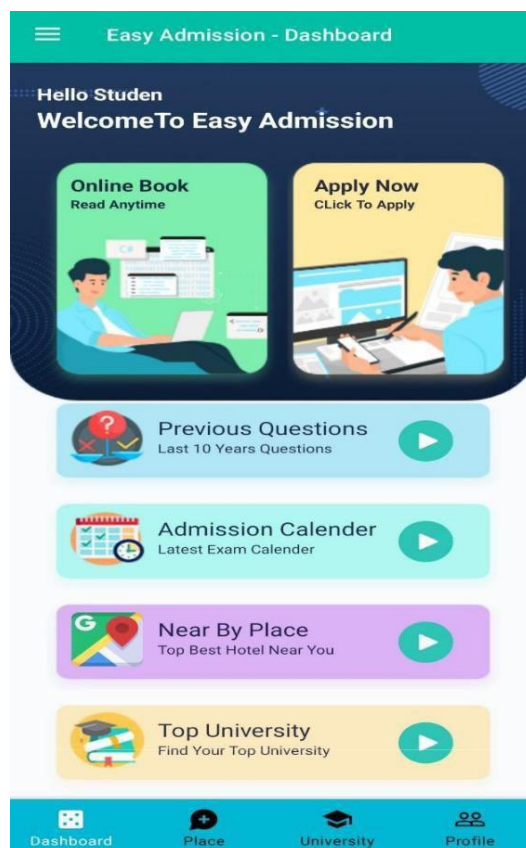 Easy Admission - Dashboard
Hello Studen
WelcomeTo Easy Admission
Online Book
Read Anytime
Apply Now
CLick To Apply
C#
Previous Questions
Last 10 Years Questions
Admission Calender
Latest Exam Calender
G
Near By Place
Top Best Hotel Near You
Top University
Find Your Top University
Dashboard
Place
University
Profile